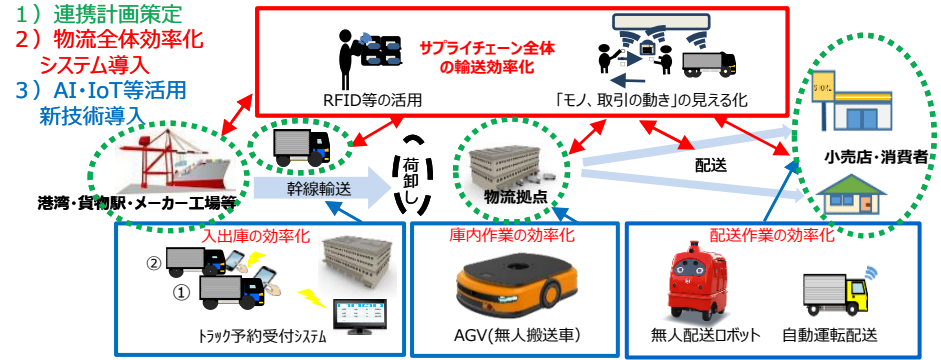 1）連携計画策定
2）物流全体効率化
システム導入
3）AI・IoT等活用
新技術導入
サプライチェーン全体
の輸送効率化
RFID等の活用
「モノ、取引の動き」の見える化
港湾・貨物駅・メーカー工場等
幹線輸送
荷卸し
物流拠点
配送
小売店・消費者
入出庫の効率化
②
①
トラック予約受付システム
庫内作業の効率化
AGV(無人搬送車)
配送作業の効率化
無人配送ロボット
自動運転配送